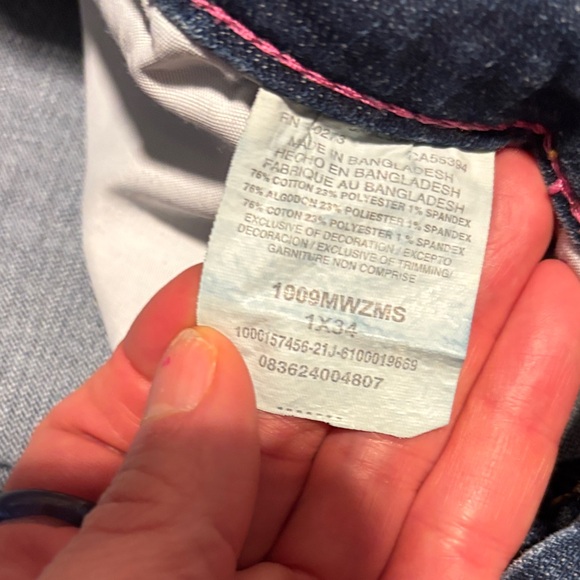 RN
CA55394
MADE IN BANGLADESH
HECHO EN BANGLADESH
FABRIQUE AU BANGLADESH
76% COTTON 23% POLYESTER 1% SPANDEX
76% ALGODON 23% POLIESTER 1% SPANDEX
76% COTON 23% POLYESTER 1% SPANDEX
EXCLUSIVE OF DECORATION / EXCEPTO
DECORACION / EXCLUSIVE OF TRIMMING/
GARNITURE NON COMPRISE
1009MWZMS
1X34
1000157456-21J-6100019669
083624004807